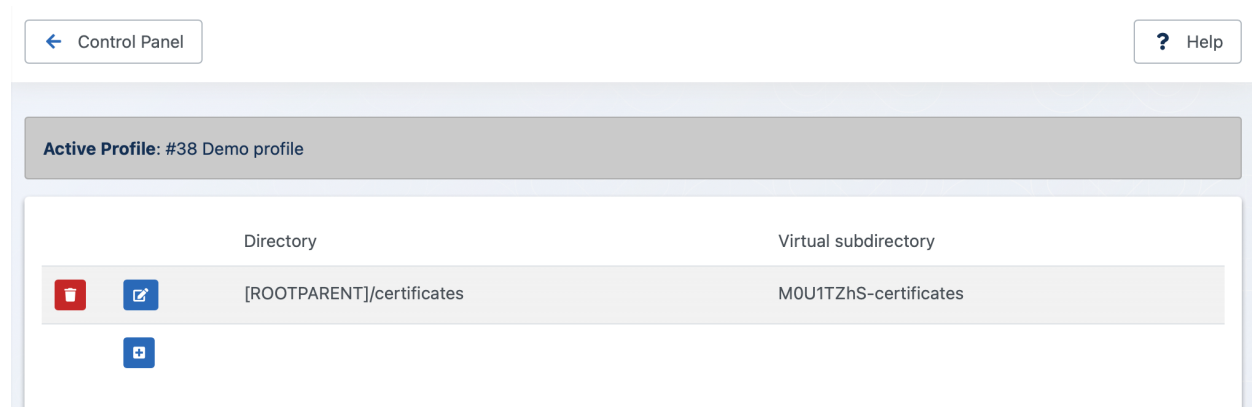 Control Panel
? Help
Active Profile: #38 Demo profile
Directory Virtual subdirectory
[ROOTPARENT]/certificates M0U1TZhS-certificates